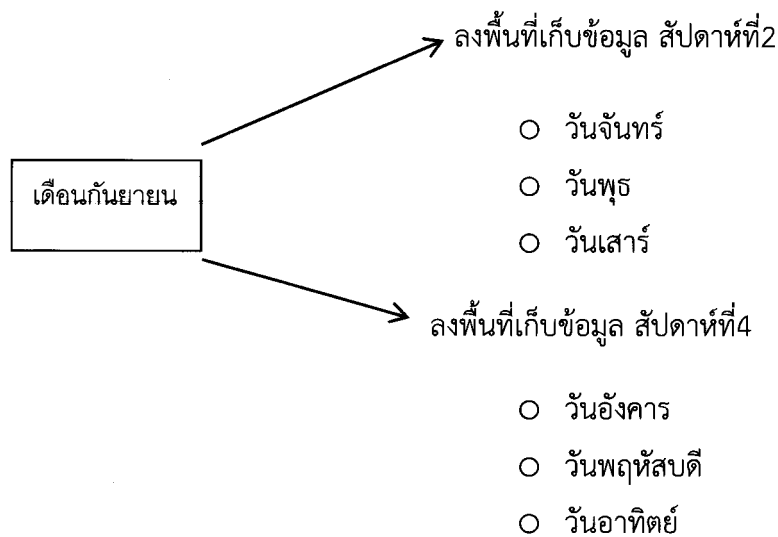 ลงพื้นที่เก็บข้อมูล สัปดาห์ที่2
วันจันทร์
วันพุธ
วันเสาร์
เดือนกันยายน
ลงพื้นที่เก็บข้อมูล สัปดาห์ที่4
วันอังคาร
วันพฤหัสบดี
วันอาทิตย์